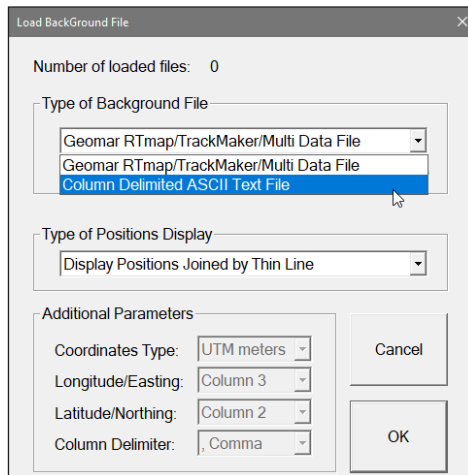 Load BackGround File
Number of loaded files: 0
Type of Background File
Geomar RTmap/TrackMaker/Multi Data File
Geomar RTmap/TrackMaker/Multi Data File
Column Delimited ASCII Text File
Type of Positions Display
Display Positions Joined by Thin Line
Additional Parameters
Coordinates Type: UTM meters
Longitude/Easting: Column 3
Latitude/Northing: Column 2
Column Delimiter: , Comma
Cancel
OK